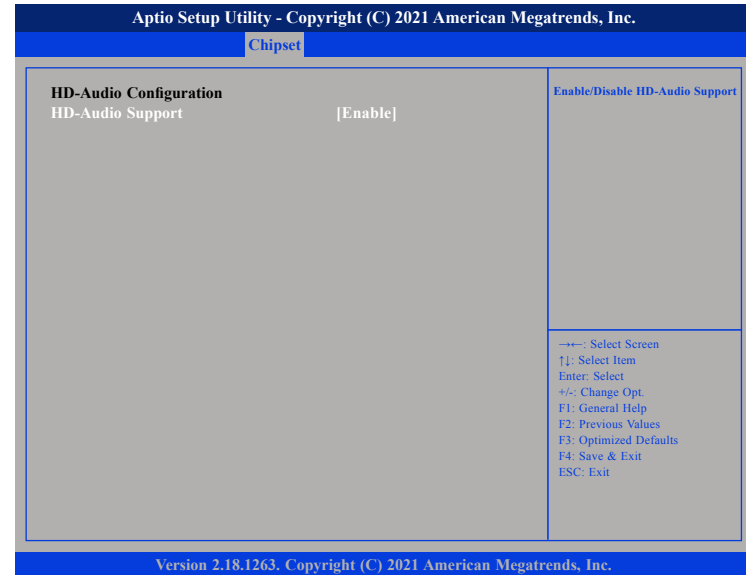 Aptio Setup Utility - Copyright (C) 2021 American Megatrends, Inc.
Chipset
HD-Audio Configuration
HD-Audio Support [Enable]
Enable/Disable HD-Audio Support
→←: Select Screen
↑↓: Select Item
Enter: Select
+/-: Change Opt.
F1: General Help
F2: Previous Values
F3: Optimized Defaults
F4: Save & Exit
ESC: Exit
Version 2.18.1263. Copyright (C) 2021 American Megatrends, Inc.